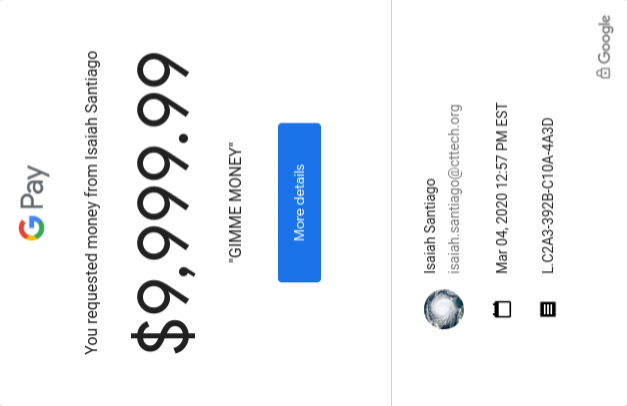 G Pay
You requested money from Isaiah Santiago
$9,999.99
"GIMME MONEY"
More details
Isaiah Santiago
isaiah.santiago@cttech.org
Mar 04, 2020 12:57 PM EST
L.C2A3-392B-C10A-4A3D
Google